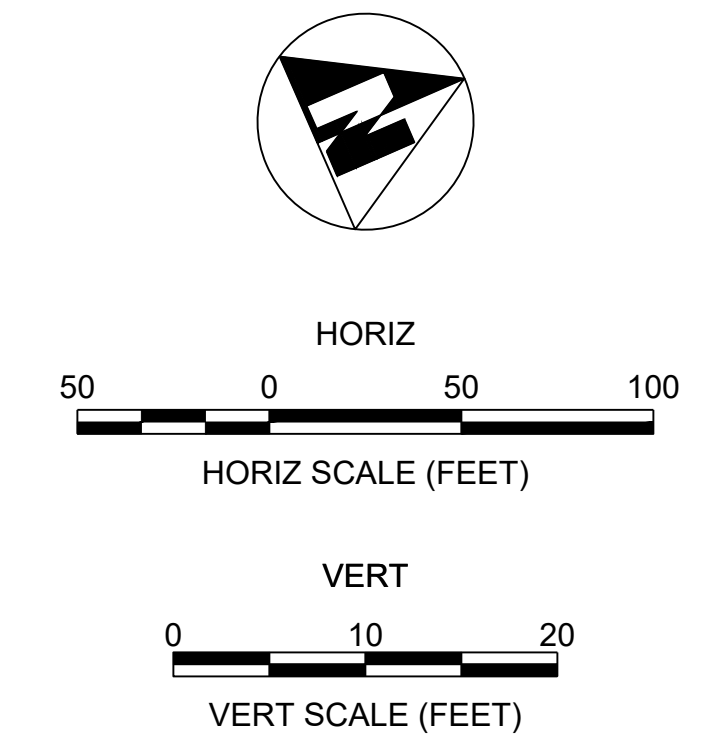 N
HORIZ
50 0 50 100
HORIZ SCALE (FEET)
VERT
0 10 20
VERT SCALE (FEET)